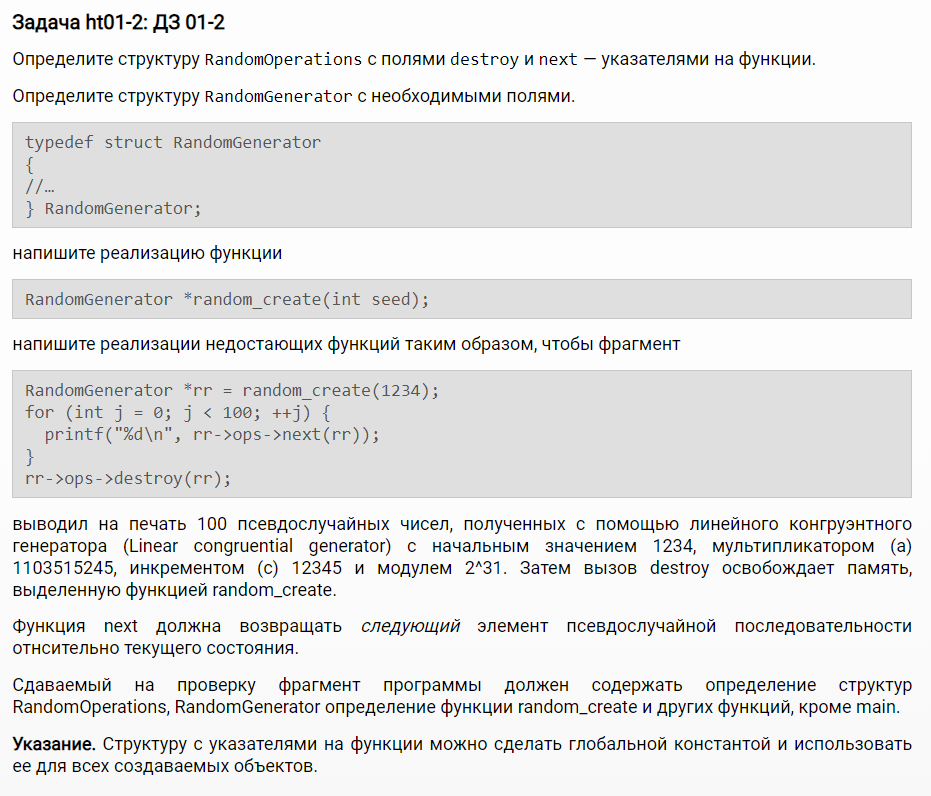 Задача ht01-2: ДЗ 01-2
Определите структуру RandomOperations с полями destroy и next — указателями на функции.
Определите структуру RandomGenerator с необходимыми полями.
typedef struct RandomGenerator
{
//…
} RandomGenerator;
напишите реализацию функции
RandomGenerator *random_create(int seed);
напишите реализации недостающих функций таким образом, чтобы фрагмент
RandomGenerator *rr = random_create(1234);
for (int j = 0; j < 100; ++j) {
  printf("%d\n", rr->ops->next(rr));
}
rr->ops->destroy(rr);
выводил на печать 100 псевдослучайных чисел, полученных с помощью линейного конгруэнтного
генератора (Linear congruential generator) с начальным значением 1234, мультипликатором (a)
1103515245, инкрементом (c) 12345 и модулем 2^31. Затем вызов destroy освобождает память,
выделенную функцией random_create.
Функция next должна возвращать следующий элемент псевдослучайной последовательности
отнсительно текущего состояния.
Сдаваемый на проверку фрагмент программы должен содержать определение структур
RandomOperations, RandomGenerator определение функции random_create и других функций, кроме main.
Указание. Структуру с указателями на функции можно сделать глобальной константой и использовать
ее для всех создаваемых объектов.